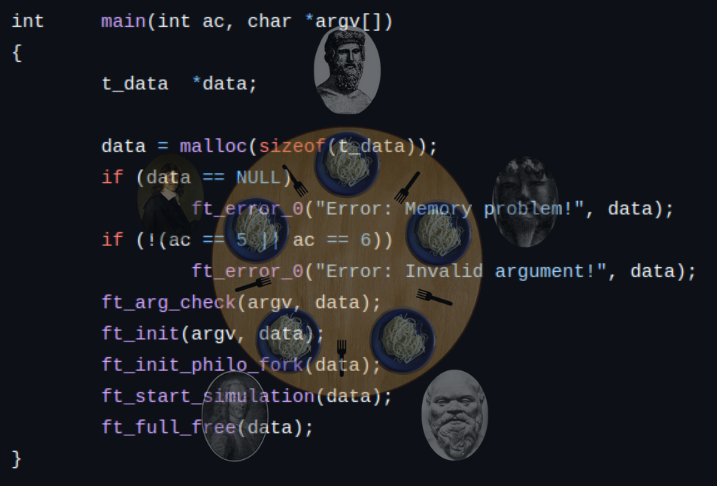 int     main(int ac, char *argv[])
{
        t_data  *data;

        data = malloc(sizeof(t_data));
        if (data == NULL)
                ft_error_0("Error: Memory problem!", data);
        if (!(ac == 5 || ac == 6))
                ft_error_0("Error: Invalid argument!", data);
        ft_arg_check(argv, data);
        ft_init(argv, data);
        ft_init_philo_fork(data);
        ft_start_simulation(data);
        ft_full_free(data);
}